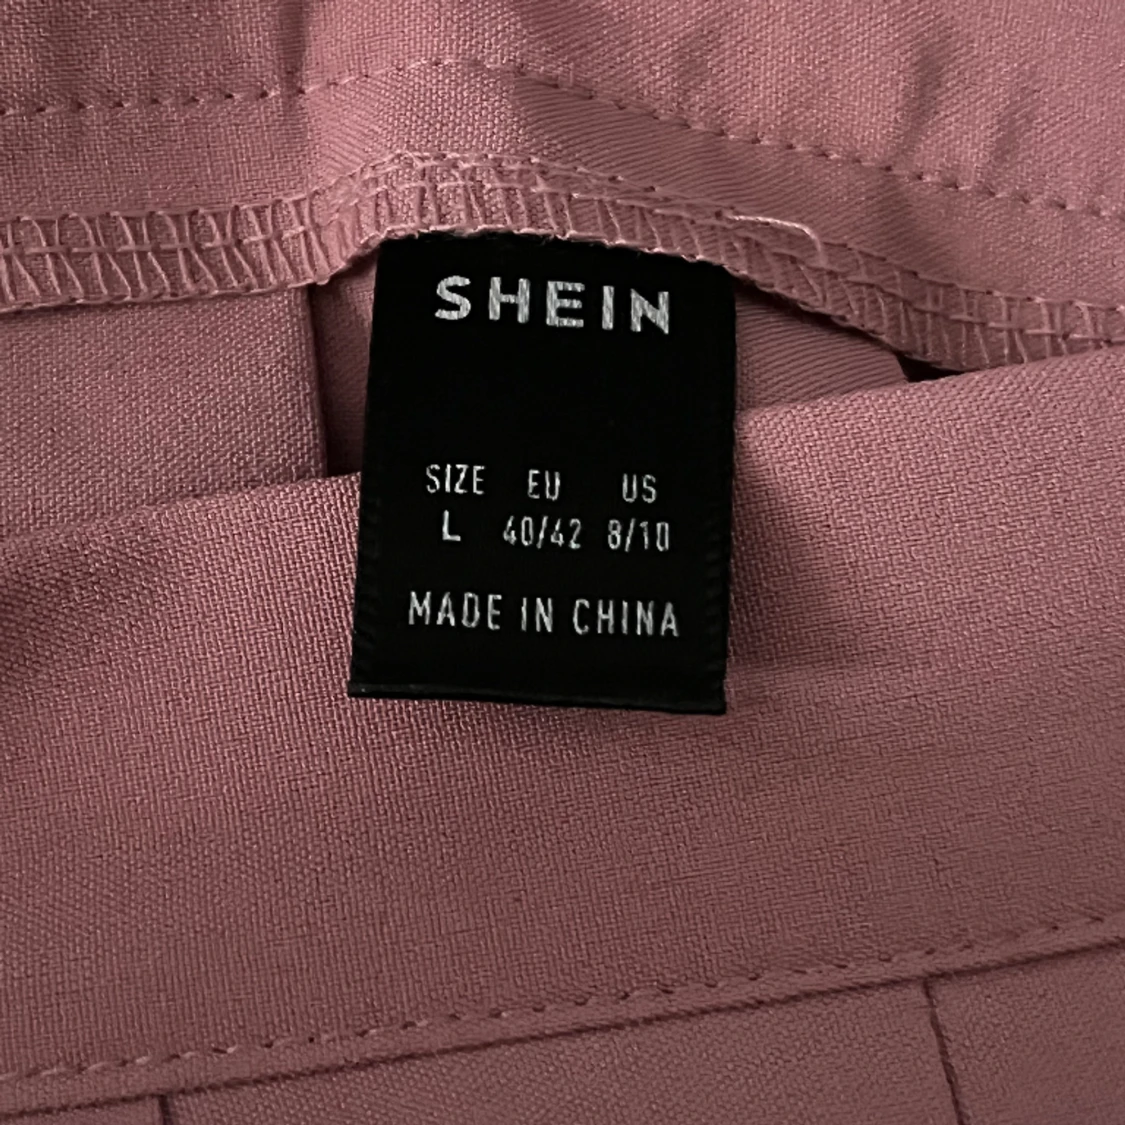 SHEIN
SIZE EU US
L 40/42 8/10
MADE IN CHINA